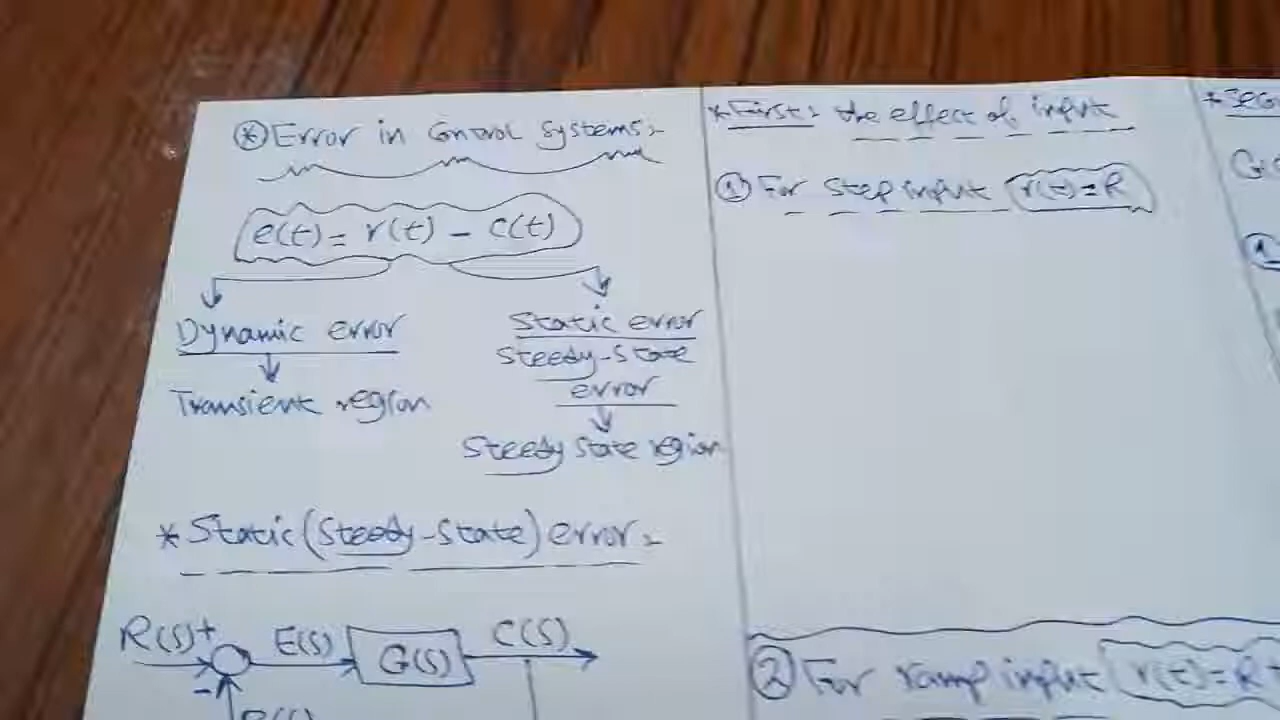 * Error in Control Systems:
e(t) = r(t) - c(t)
Dynamic error
Transient region
Static error
Steady-State
error
Steady State region
* Static (Steady-State) error:
R(S) + E(S) G(S) C(S)
-
* First: the effect of input
① For step input r(t) = R
② For ramp input r(t) = R